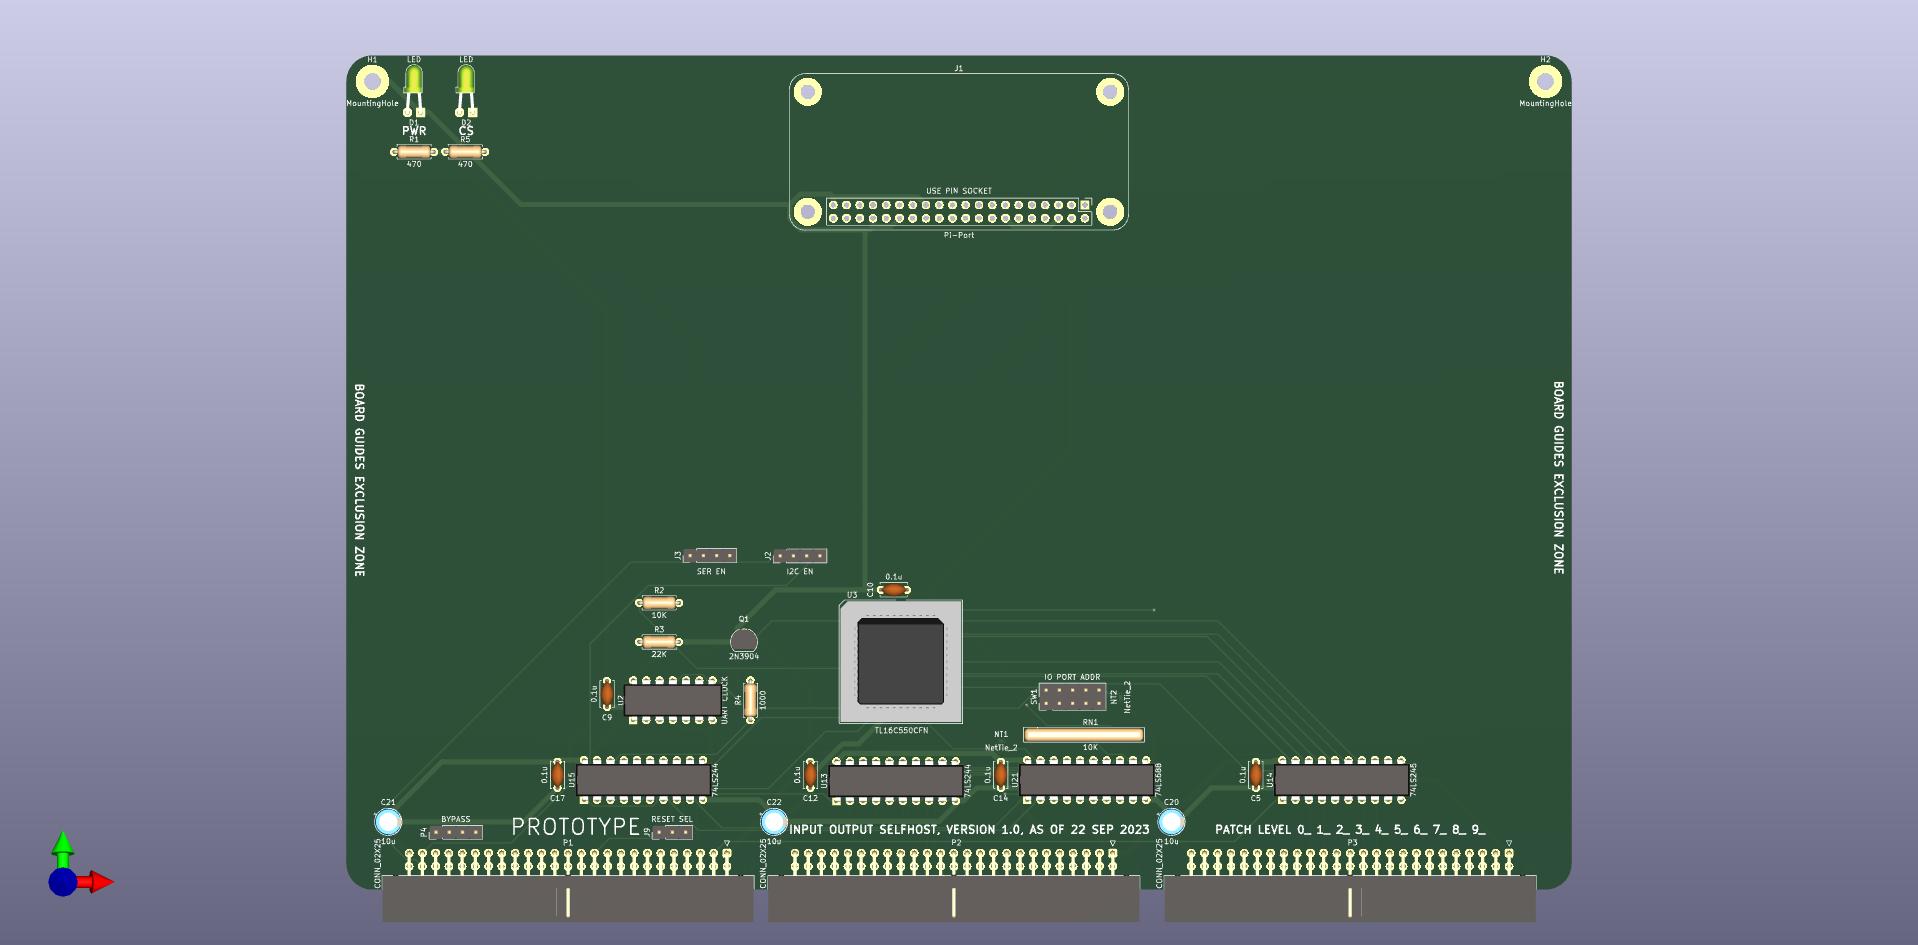 H1
LED
LED
H2
J1
MountingHole
MountingHole
D1
D2
PWR
CS
R1
R5
470
470
USE PIN SOCKET
Pi-Port
BOARD GUIDES EXCLUSION ZONE
BOARD GUIDES EXCLUSION ZONE
J3
J2
SER EN
I2C EN
0.1u
C10
U3
R2
10K
Q1
R3
22K
2N3904
0.1u
U2
UART CLOCK
R4
1000
C9
TL16C550CFN
IO PORT ADDR
SW1
NT2
NetTie_2
RN1
NT1
NetTie_2
10K
0.1u
U15
74LS244
C17
0.1u
U13
74LS244
C12
0.1u
U21
74LS688
C14
0.1u
U14
74LS245
C5
C21
C22
C20
BYPASS
P4
PROTOTYPE
RESET SEL
J9
INPUT OUTPUT SELFHOST, VERSION 1.0, AS OF 22 SEP 2023
PATCH LEVEL 0_ 1_ 2_ 3_ 4_ 5_ 6_ 7_ 8_ 9_
10u
10u
10u
P1
P2
P3
CONN_02X25
CONN_02X25
CONN_02X25